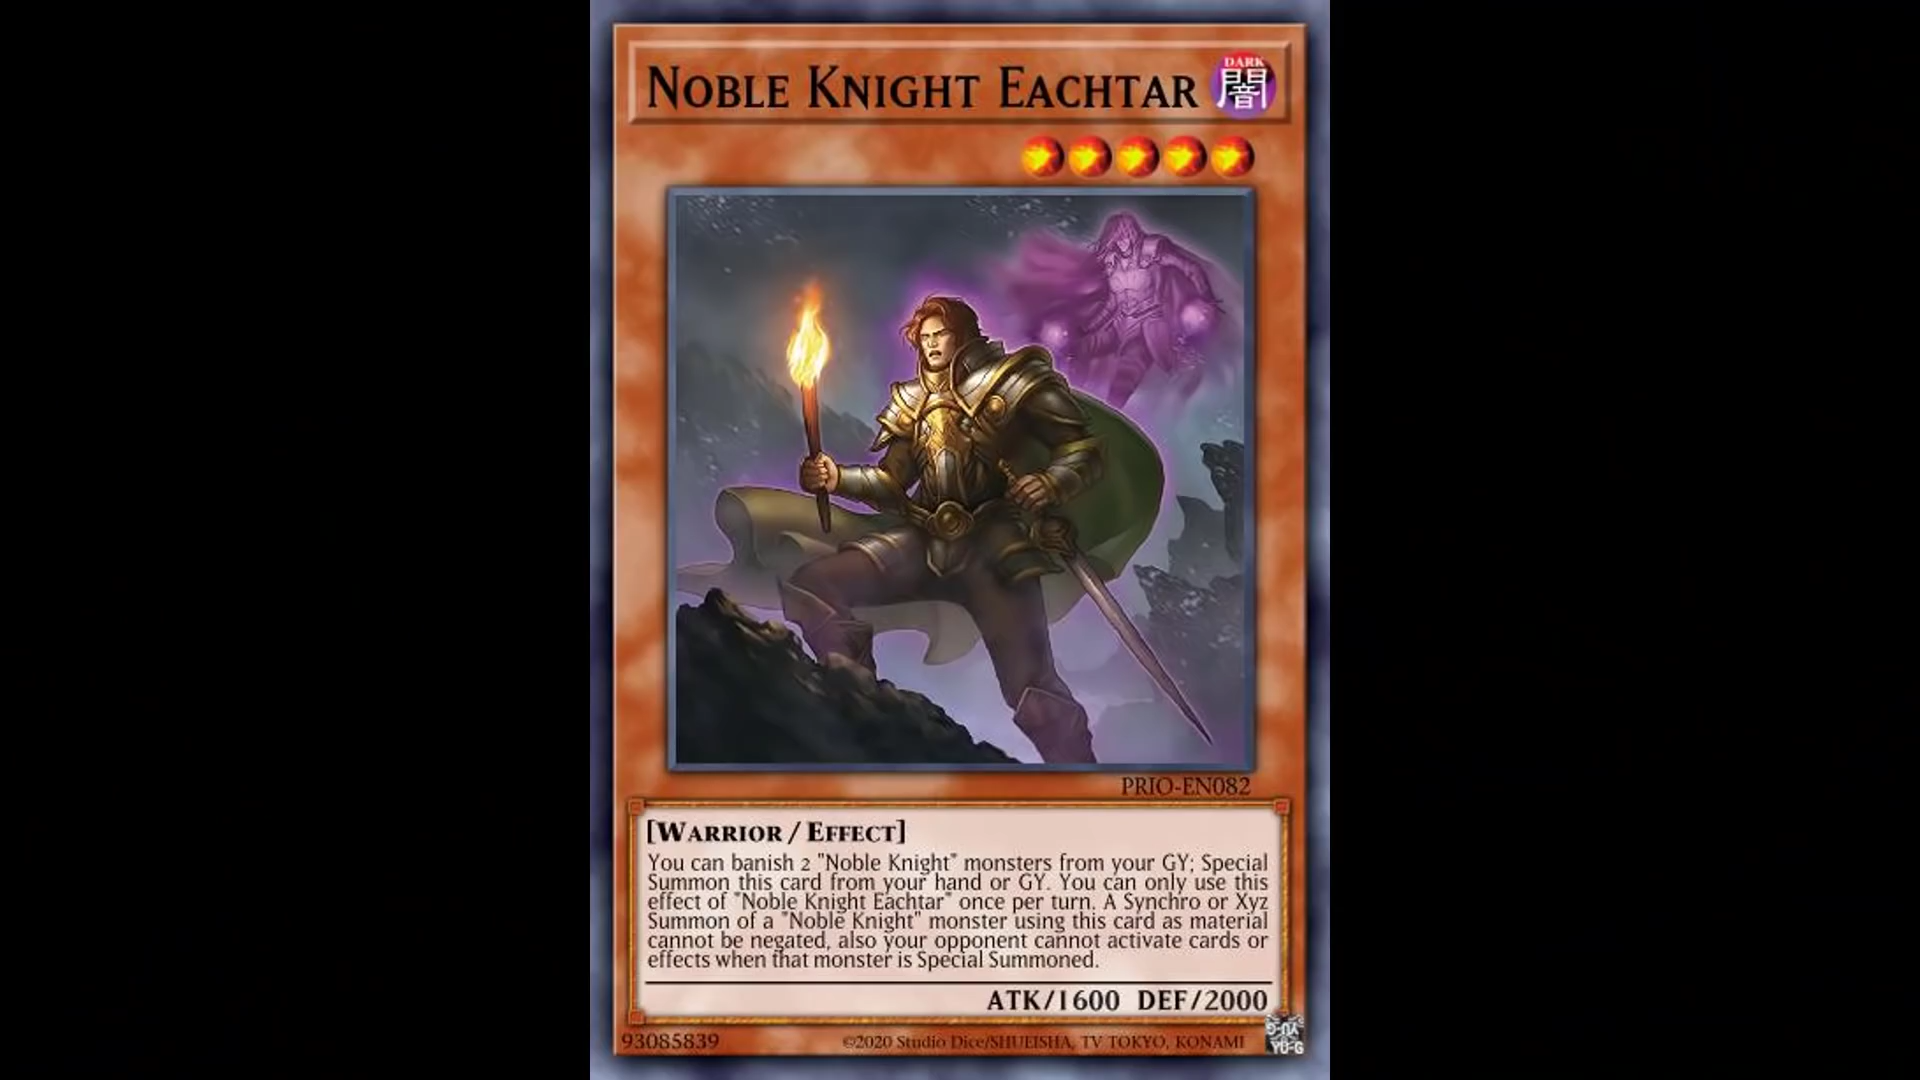 NOBLE KNIGHT EACHTAR
DARK
闇
PRIO-EN082
[WARRIOR / EFFECT]
You can banish 2 "Noble Knight" monsters from your GY; Special
Summon this card from your hand or GY. You can only use this
effect of "Noble Knight Eachtar" once per turn. A Synchro or Xyz
Summon of a "Noble Knight" monster using this card as material
cannot be negated, also your opponent cannot activate cards or
effects when that monster is Special Summoned.
ATK/1600 DEF/2000
93085839
©2020 Studio Dice/SHUEISHA, TV TOKYO, KONAMI